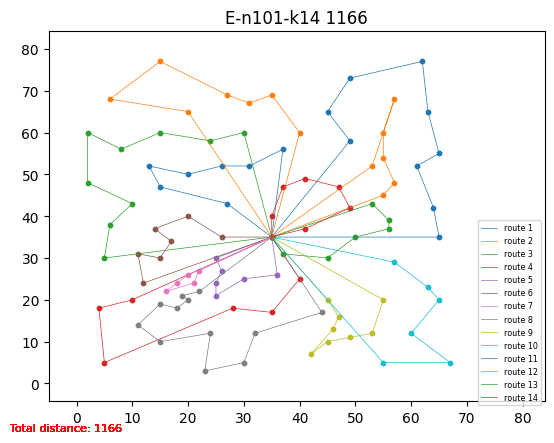 E-n101-k14 1166
80
70
60
50
40
30
20
10
0
0 10 20 30 40 50 60 70 80
route 1
route 2
route 3
route 4
route 5
route 6
route 7
route 8
route 9
route 10
route 11
route 12
route 13
route 14
Total distance: 1166